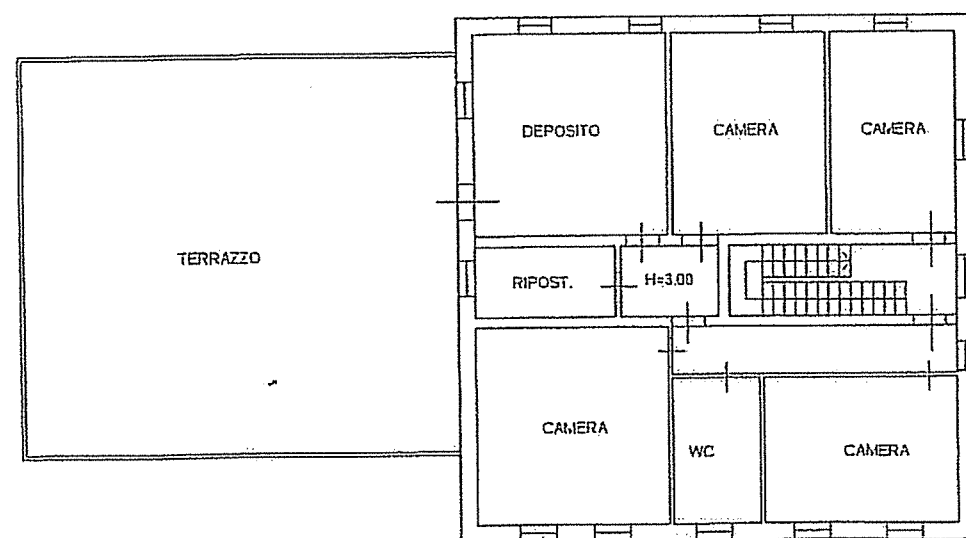 DEPOSITO
CAMERA
CAMERA
TERRAZZO
RIPOST.
H=3.00
CAMERA
WC
CAMERA